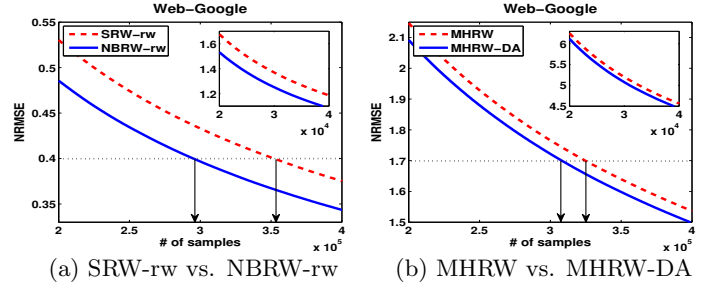 Web−Google
SRW−rw
NBRW−rw
NRMSE
0.55
0.5
0.45
0.4
0.35
1.6
1.4
1.2
2
3
4
x 10^4
2
2.5
3
3.5
4
x 10^5
# of samples
(a) SRW-rw vs. NBRW-rw
Web−Google
MHRW
MHRW−DA
NRMSE
2.1
2
1.9
1.8
1.7
1.6
1.5
6
5.5
5
4.5
2
3
4
x 10^4
2
2.5
3
3.5
4
x 10^5
# of samples
(b) MHRW vs. MHRW-DA